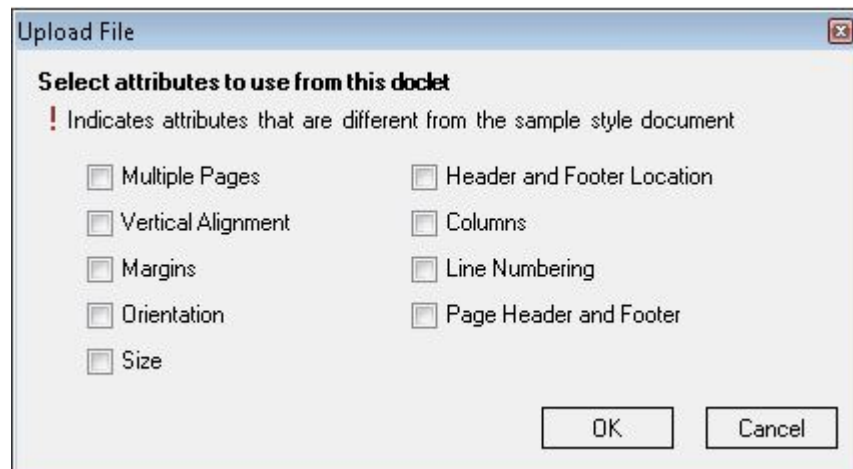 Upload File
Select attributes to use from this doclet
! Indicates attributes that are different from the sample style document
Multiple Pages
Header and Footer Location
Vertical Alignment
Columns
Margins
Line Numbering
Orientation
Page Header and Footer
Size
OK
Cancel